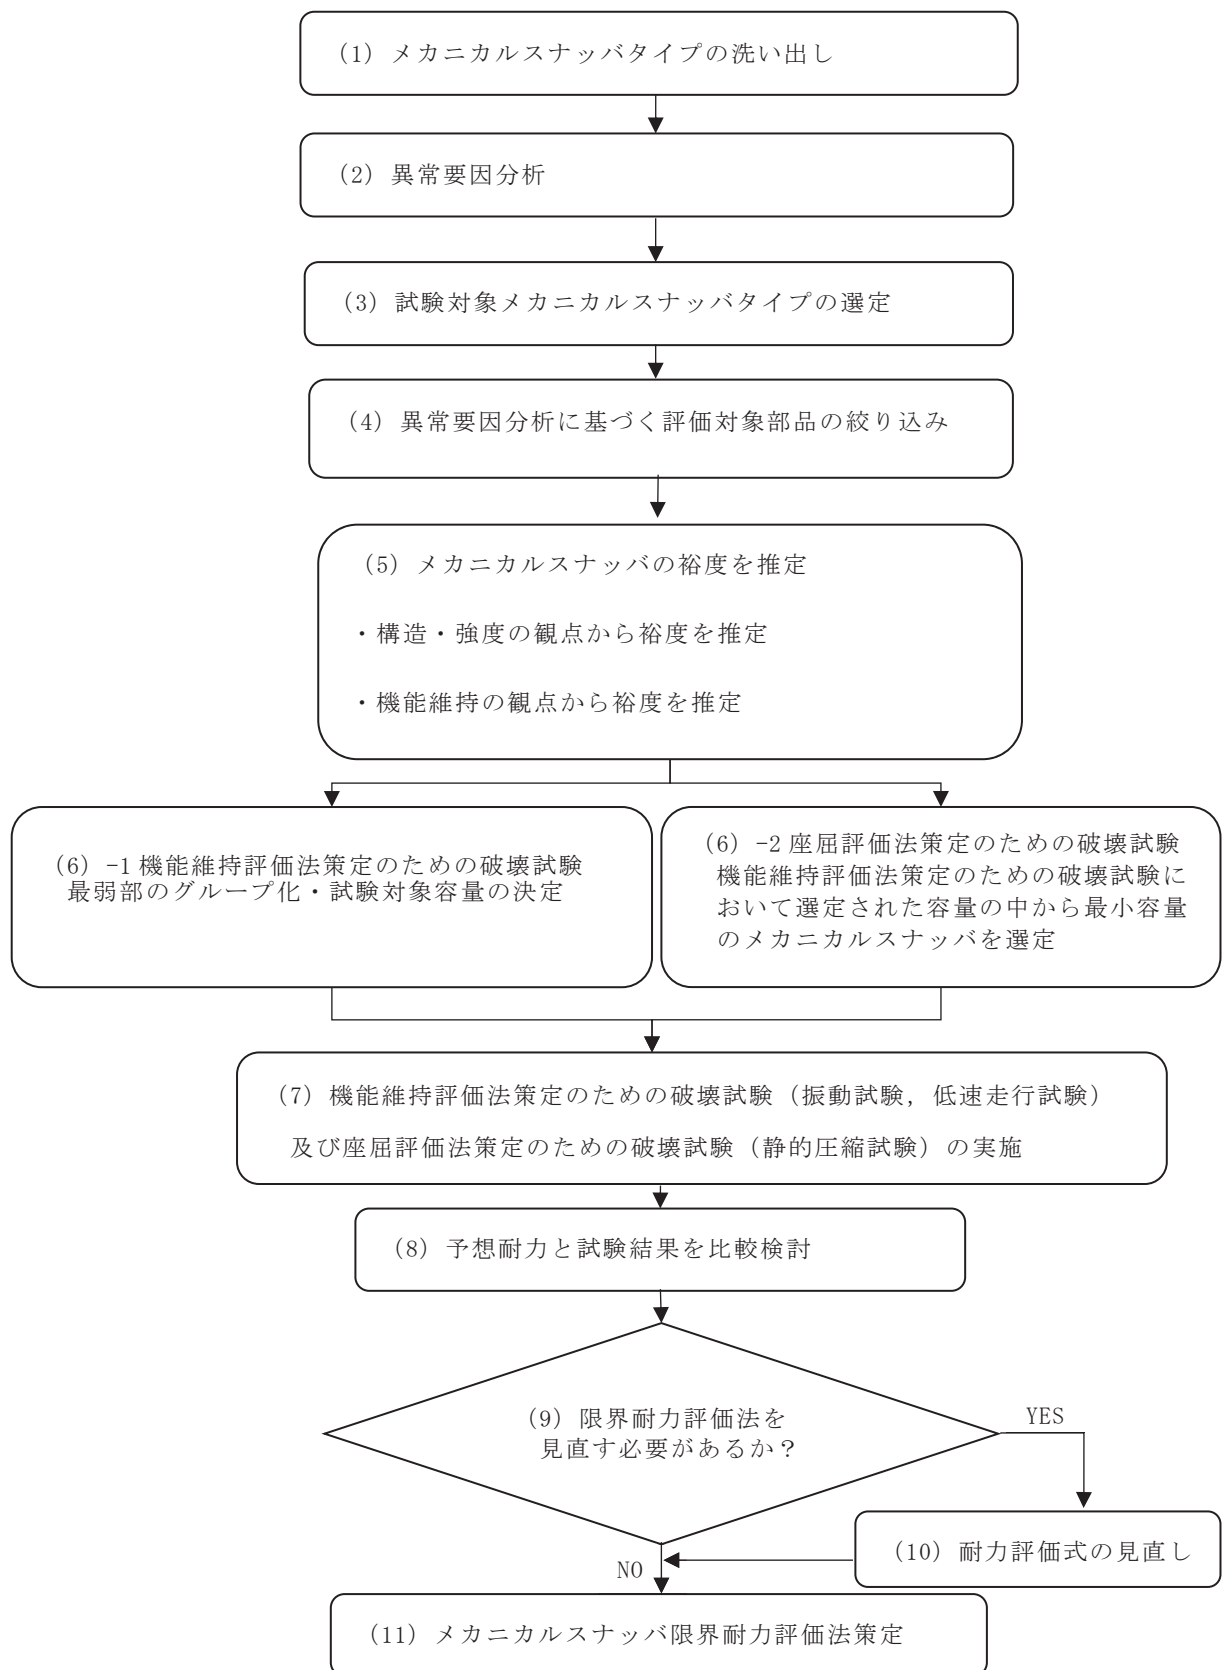 (1) メカニカルスナッバタイプの洗い出し
(2) 異常要因分析
(3) 試験対象メカニカルスナッバタイプの選定
(4) 異常要因分析に基づく評価対象部品の絞り込み
(5) メカニカルスナッバの裕度を推定
・構造・強度の観点から裕度を推定
・機能維持の観点から裕度を推定
(6) -1 機能維持評価法策定のための破壊試験
最弱部のグループ化・試験対象容量の決定
(6) -2 座屈評価法策定のための破壊試験
機能維持評価法策定のための破壊試験に
おいて選定された容量の中から最小容量
のメカニカルスナッバを選定
(7) 機能維持評価法策定のための破壊試験（振動試験，低速走行試験）
及び座屈評価法策定のための破壊試験（静的圧縮試験）の実施
(8) 予想耐力と試験結果を比較検討
(9) 限界耐力評価法を
見直す必要があるか？
YES
(10) 耐力評価式の見直し
NO
(11) メカニカルスナッバ限界耐力評価法策定